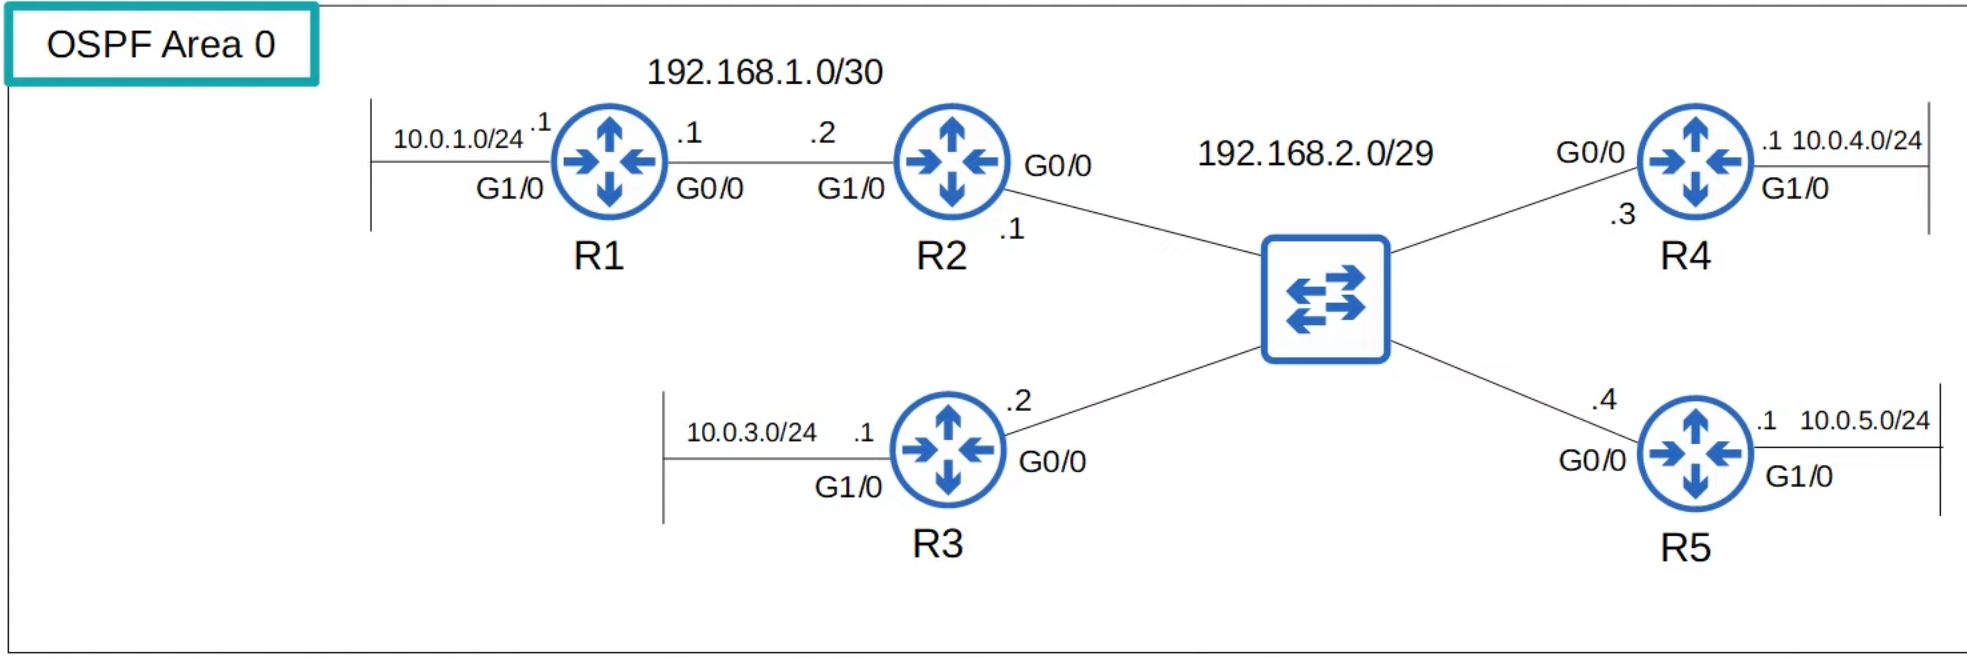 OSPF Area 0
192.168.1.0/30
10.0.1.0/24 .1
.1
.2
G1/0
G0/0
G1/0
G0/0
.1
R1
R2
192.168.2.0/29
G0/0
.3
.1 10.0.4.0/24
G1/0
R4
10.0.3.0/24 .1
G1/0
.2
G0/0
R3
.4
G0/0
.1 10.0.5.0/24
G1/0
R5